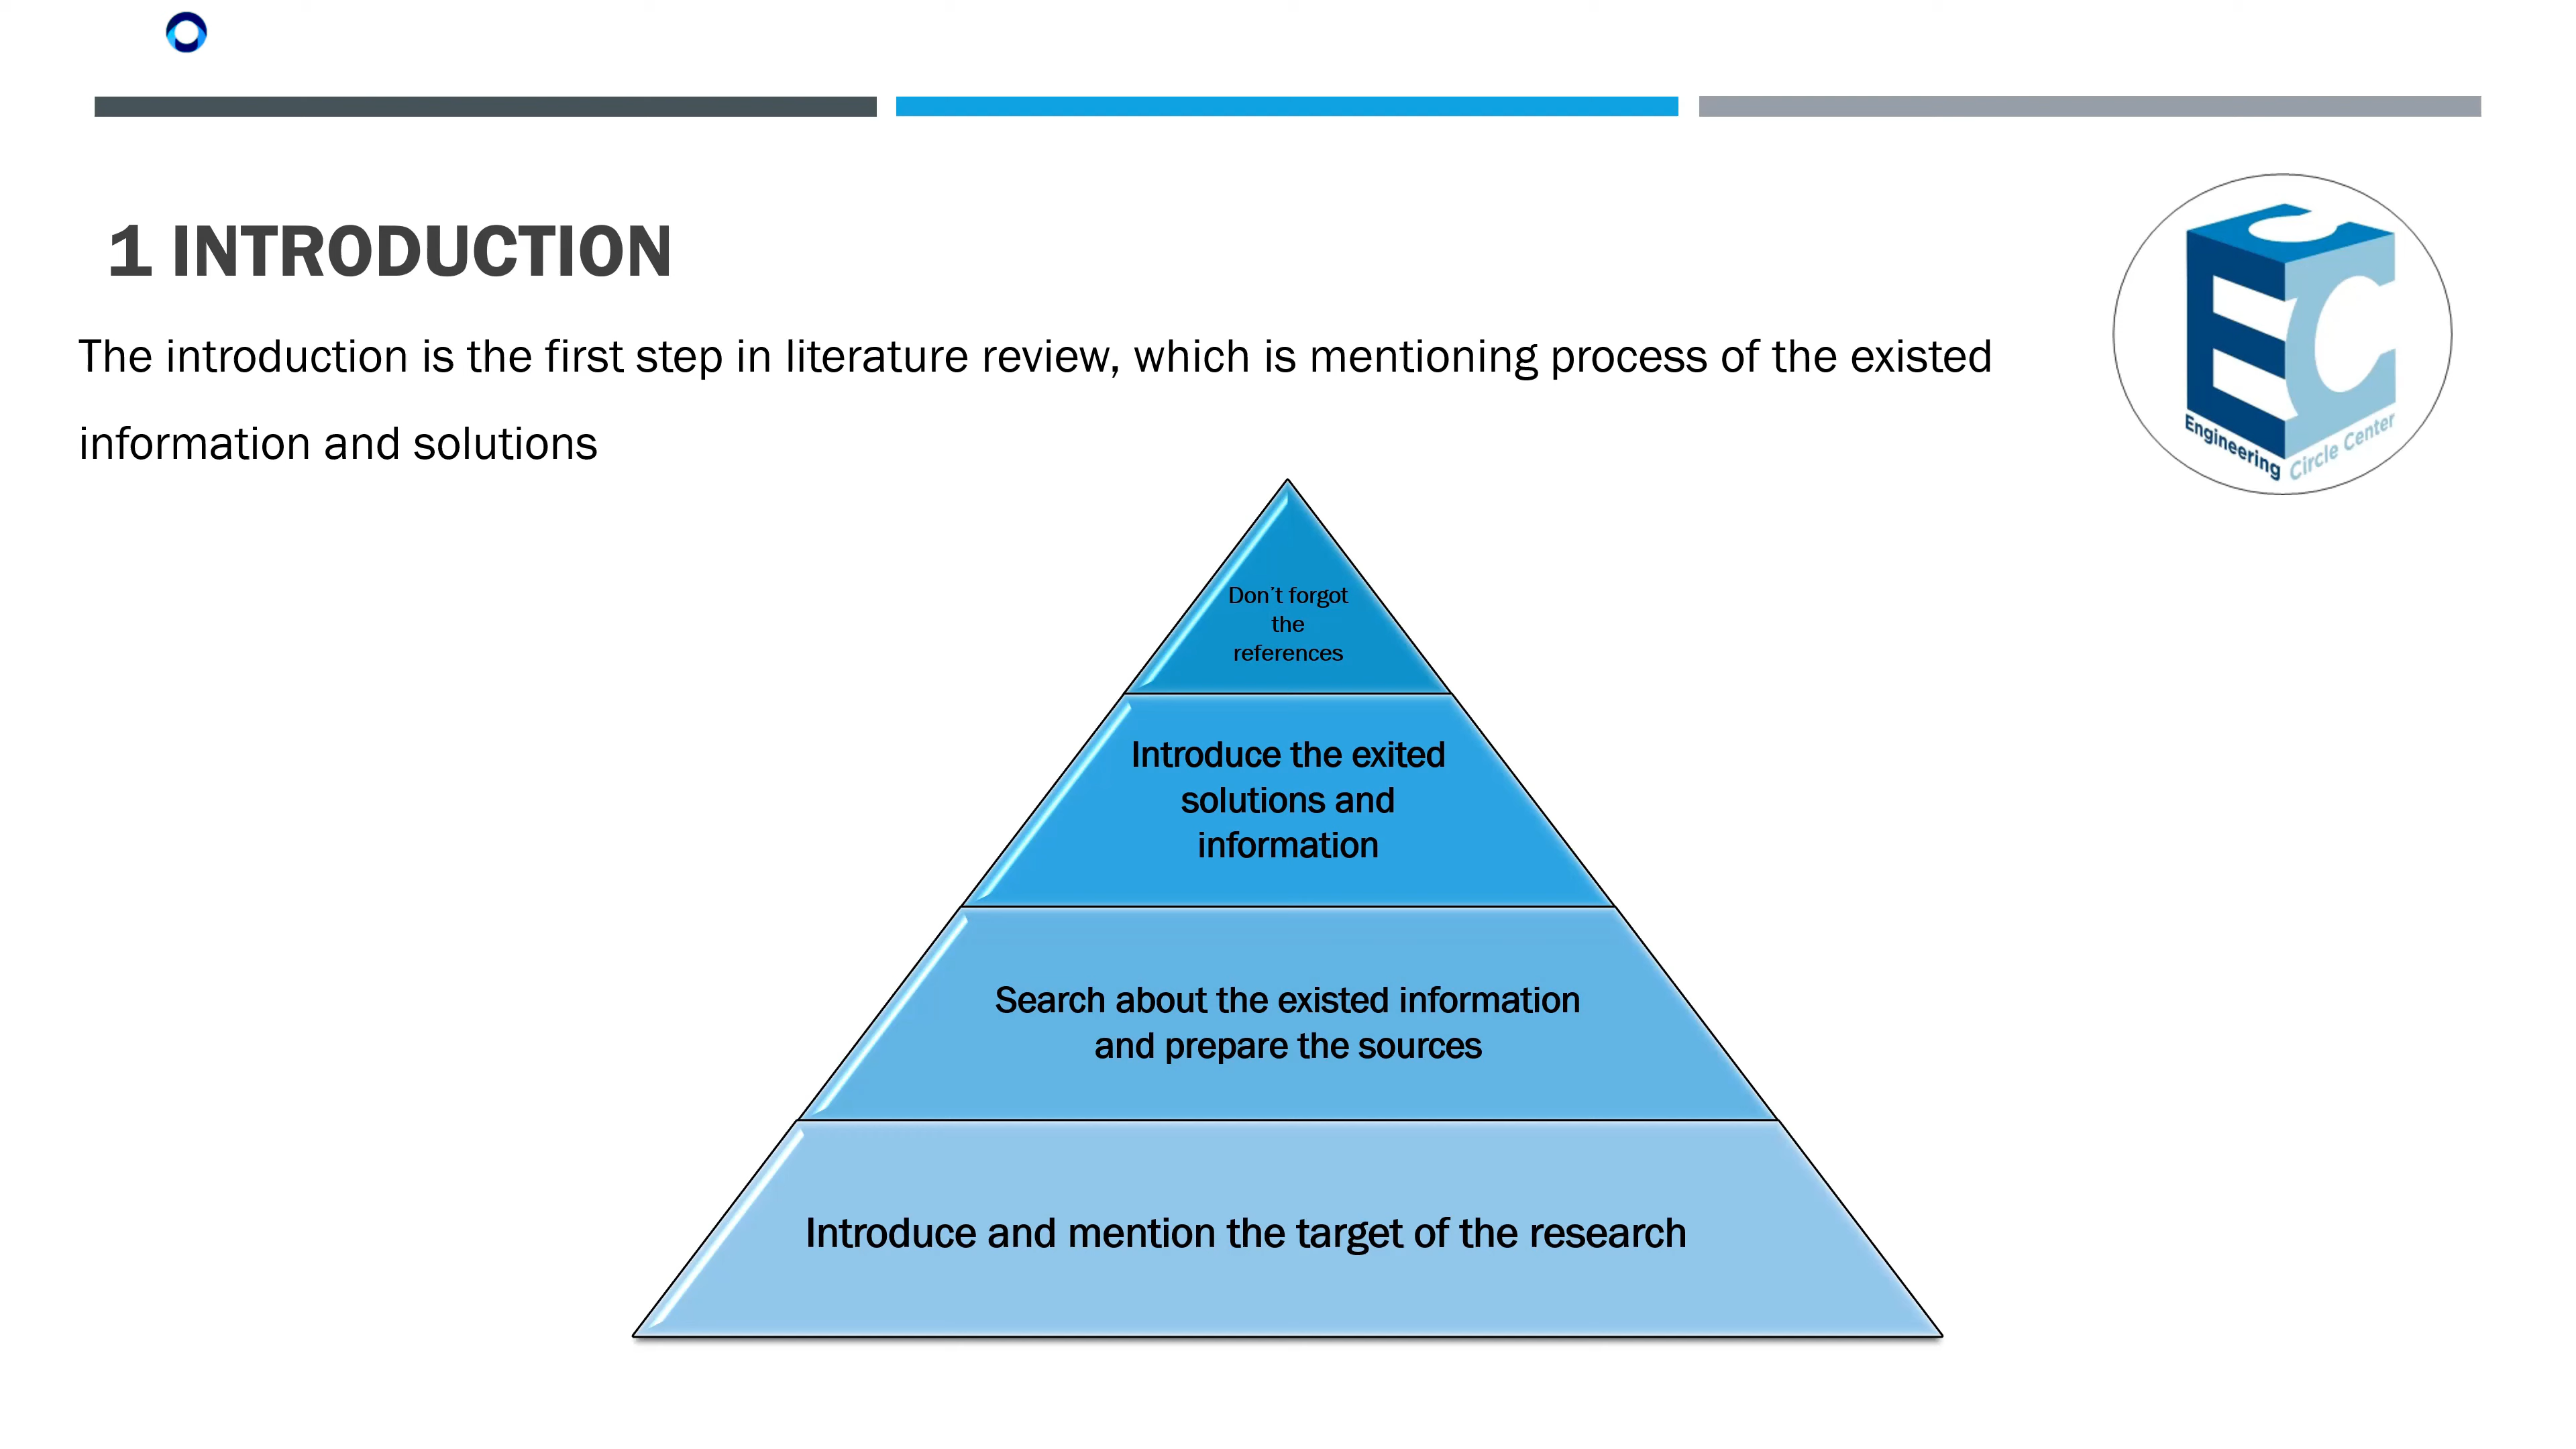 1 INTRODUCTION
The introduction is the first step in literature review, which is mentioning process of the existed
information and solutions
Engineering Circle Center
Don't forgot
the
references
Introduce the exited
solutions and
information
Search about the existed information
and prepare the sources
Introduce and mention the target of the research